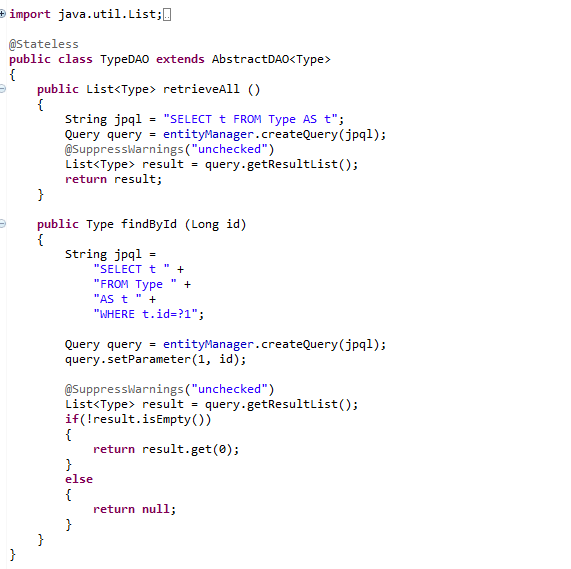 import java.util.List;
@Stateless
public class TypeDAO extends AbstractDAO<Type>
{
    public List<Type> retrieveAll ()
    {
        String jpql = "SELECT t FROM Type AS t";
        Query query = entityManager.createQuery(jpql);
        @SuppressWarnings("unchecked")
        List<Type> result = query.getResultList();
        return result;
    }
    public Type findById (Long id)
    {
        String jpql =
            "SELECT t " +
            "FROM Type " +
            "AS t " +
            "WHERE t.id=?1";
        Query query = entityManager.createQuery(jpql);
        query.setParameter(1, id);
        @SuppressWarnings("unchecked")
        List<Type> result = query.getResultList();
        if(!result.isEmpty())
        {
            return result.get(0);
        }
        else
        {
            return null;
        }
    }
}